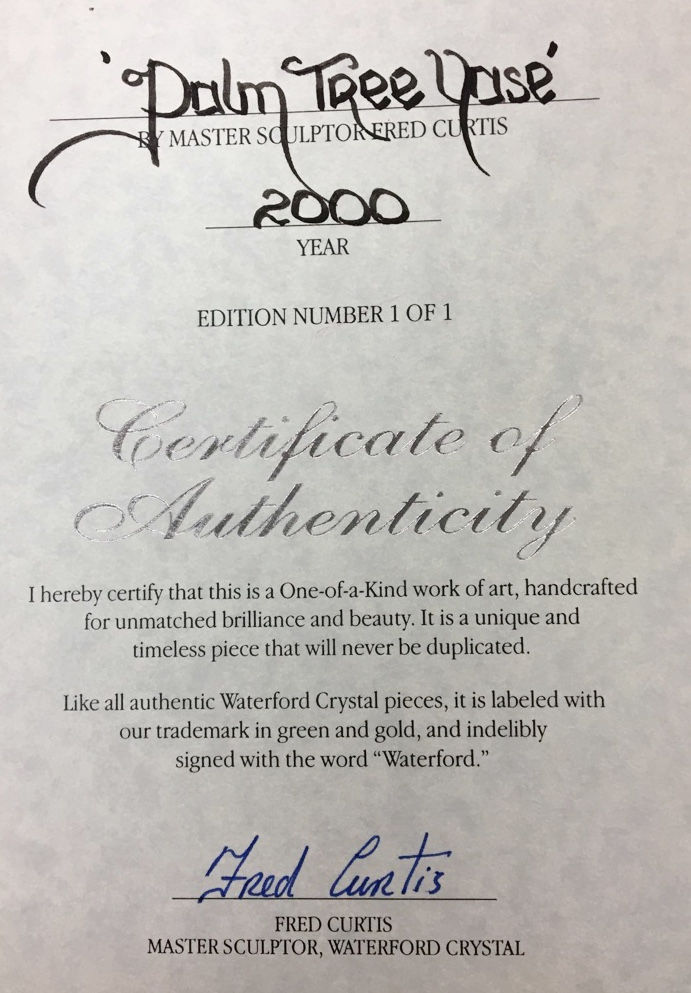 'Palm Tree Vase'
BY MASTER SCULPTOR FRED CURTIS
2000
YEAR
EDITION NUMBER 1 OF 1
Certificate of
Authenticity
I hereby certify that this is a One-of-a-Kind work of art, handcrafted
for unmatched brilliance and beauty. It is a unique and
timeless piece that will never be duplicated.
Like all authentic Waterford Crystal pieces, it is labeled with
our trademark in green and gold, and indelibly
signed with the word “Waterford.”
Fred Curtis
FRED CURTIS
MASTER SCULPTOR, WATERFORD CRYSTAL